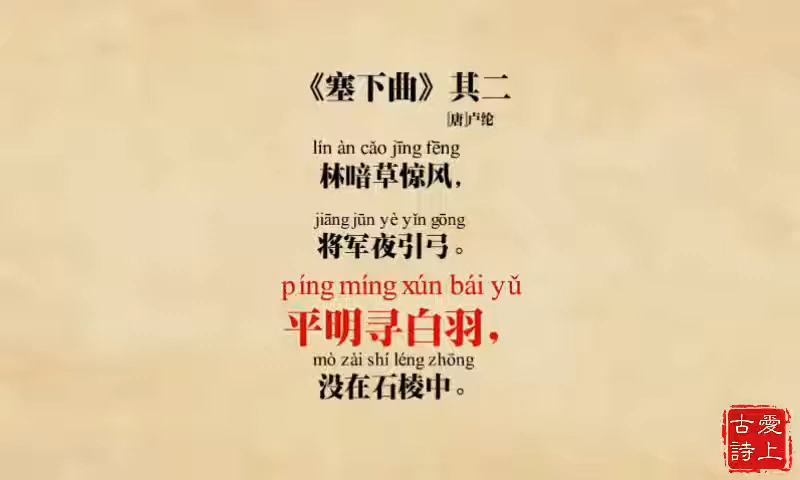 《塞下曲》其二
[唐]卢纶
lín àn cǎo jīng fēng
林暗草惊风，
jiāng jūn yè yǐn gōng
将军夜引弓。
píng míng xún bái yǔ
平明寻白羽，
mò zài shí léng zhōng
没在石棱中。
愛上
古詩